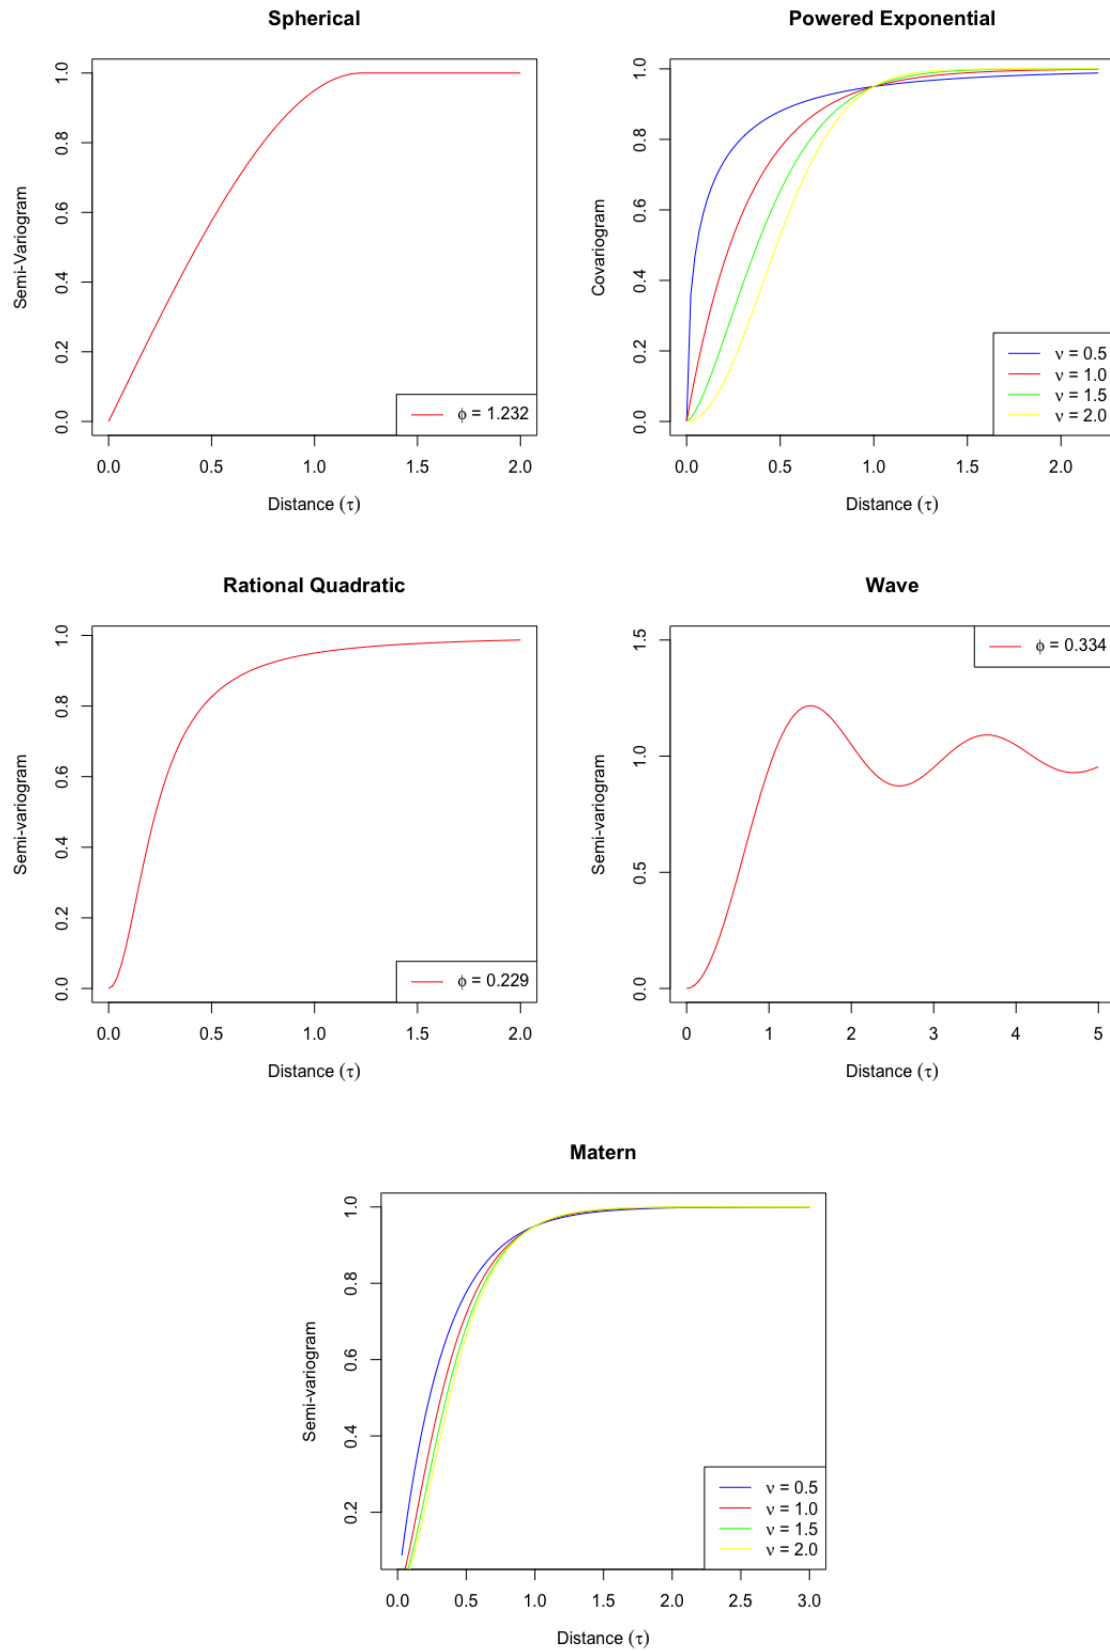 Spherical
Semi-Variogram
1.0
0.8
0.6
0.4
0.2
0.0
ϕ = 1.232
0.0 0.5 1.0 1.5 2.0
Distance (τ)
Powered Exponential
Covariogram
1.0
0.8
0.6
0.4
0.2
0.0
ν = 0.5
ν = 1.0
ν = 1.5
ν = 2.0
0.0 0.5 1.0 1.5 2.0
Distance (τ)
Rational Quadratic
Semi-variogram
1.0
0.8
0.6
0.4
0.2
0.0
ϕ = 0.229
0.0 0.5 1.0 1.5 2.0
Distance (τ)
Wave
Semi-variogram
1.5
1.0
0.5
0.0
ϕ = 0.334
0 1 2 3 4 5
Distance (τ)
Matern
Semi-variogram
1.0
0.8
0.6
0.4
0.2
ν = 0.5
ν = 1.0
ν = 1.5
ν = 2.0
0.0 0.5 1.0 1.5 2.0 2.5 3.0
Distance (τ)